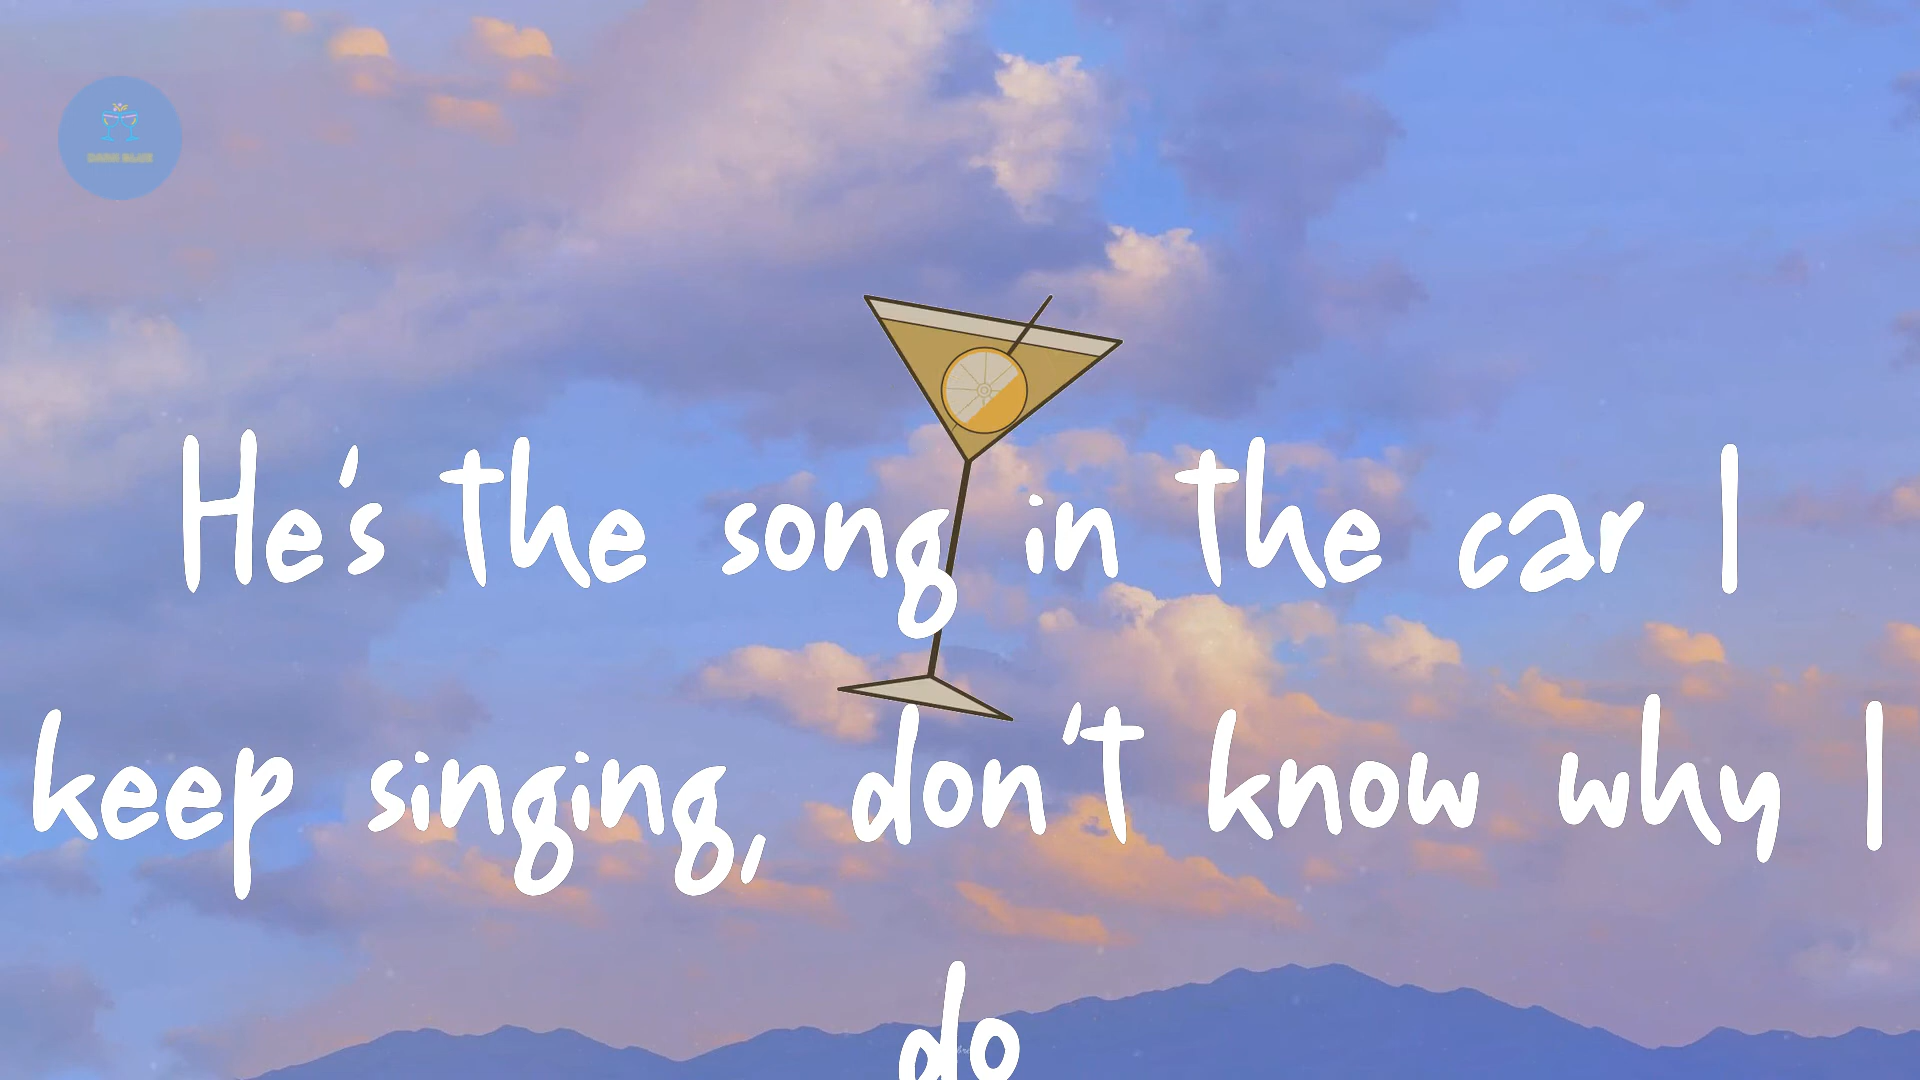 He's the song in the car I
keep singing, don't know why I
do